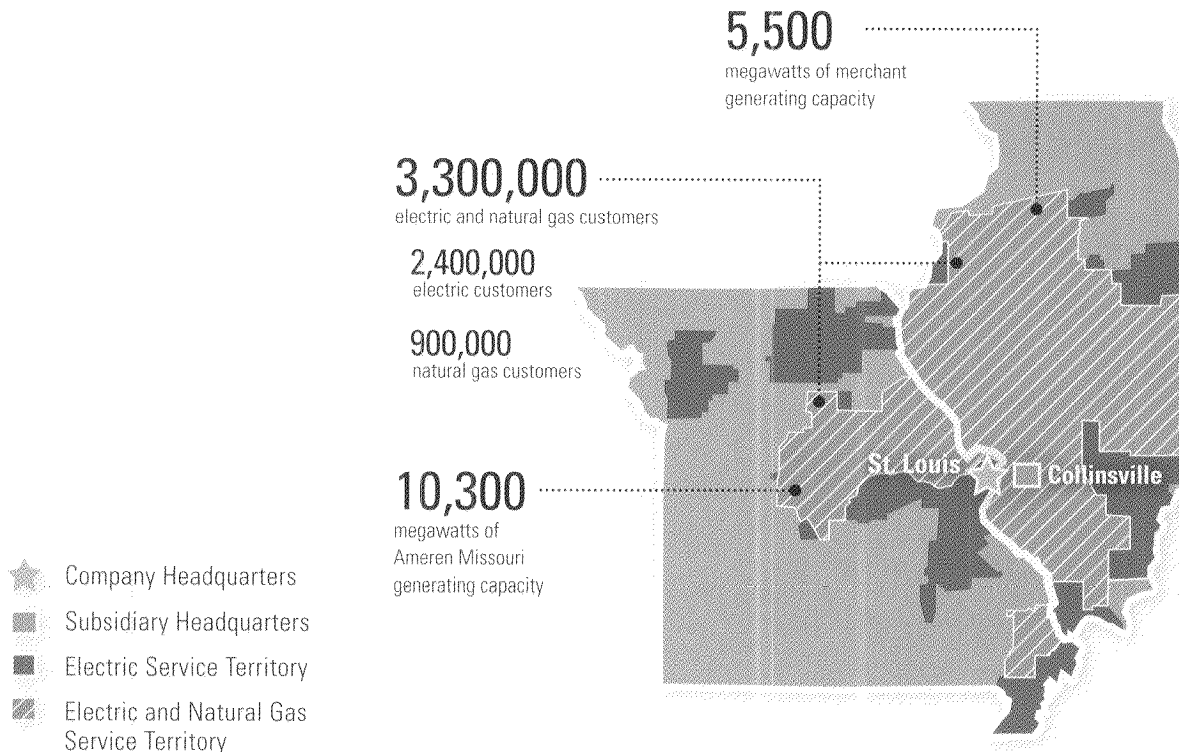 5,500
megawatts of merchant
generating capacity
3,300,000
electric and natural gas customers
2,400,000
electric customers
900,000
natural gas customers
10,300
megawatts of
Ameren Missouri
generating capacity
St. Louis
Collinsville
Company Headquarters
Subsidiary Headquarters
Electric Service Territory
Electric and Natural Gas
Service Territory